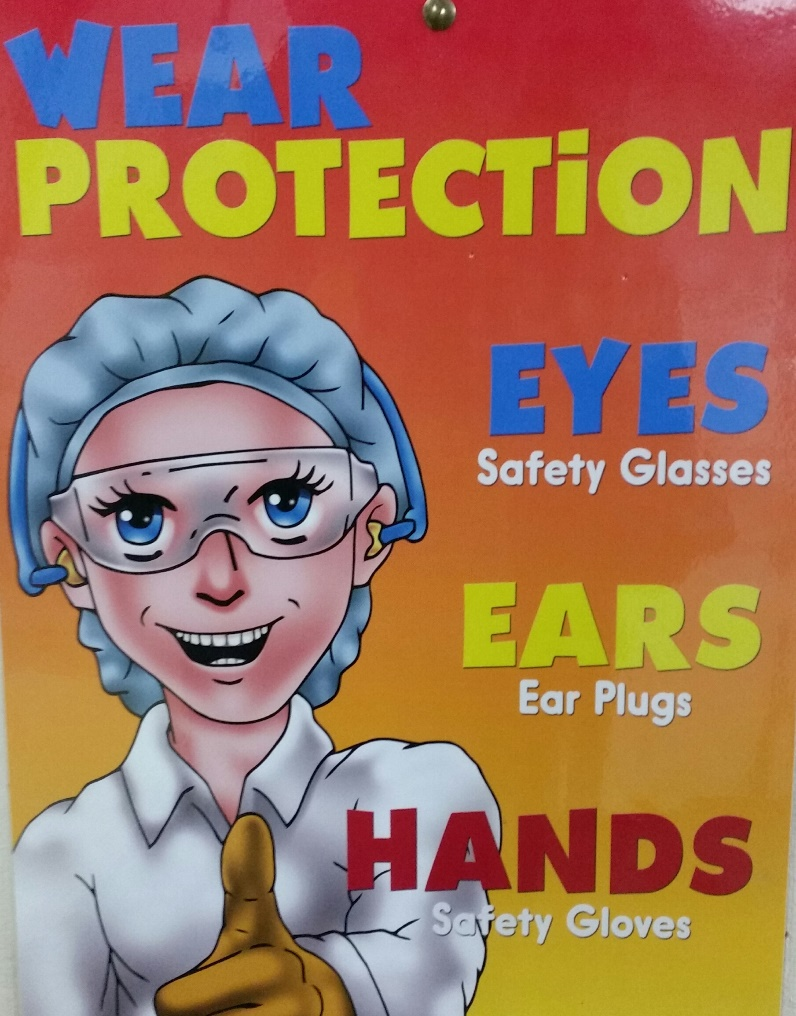 WEAR
PROTECTiON
EYES
Safety Glasses
EARS
Ear Plugs
HANDS
Safety Gloves